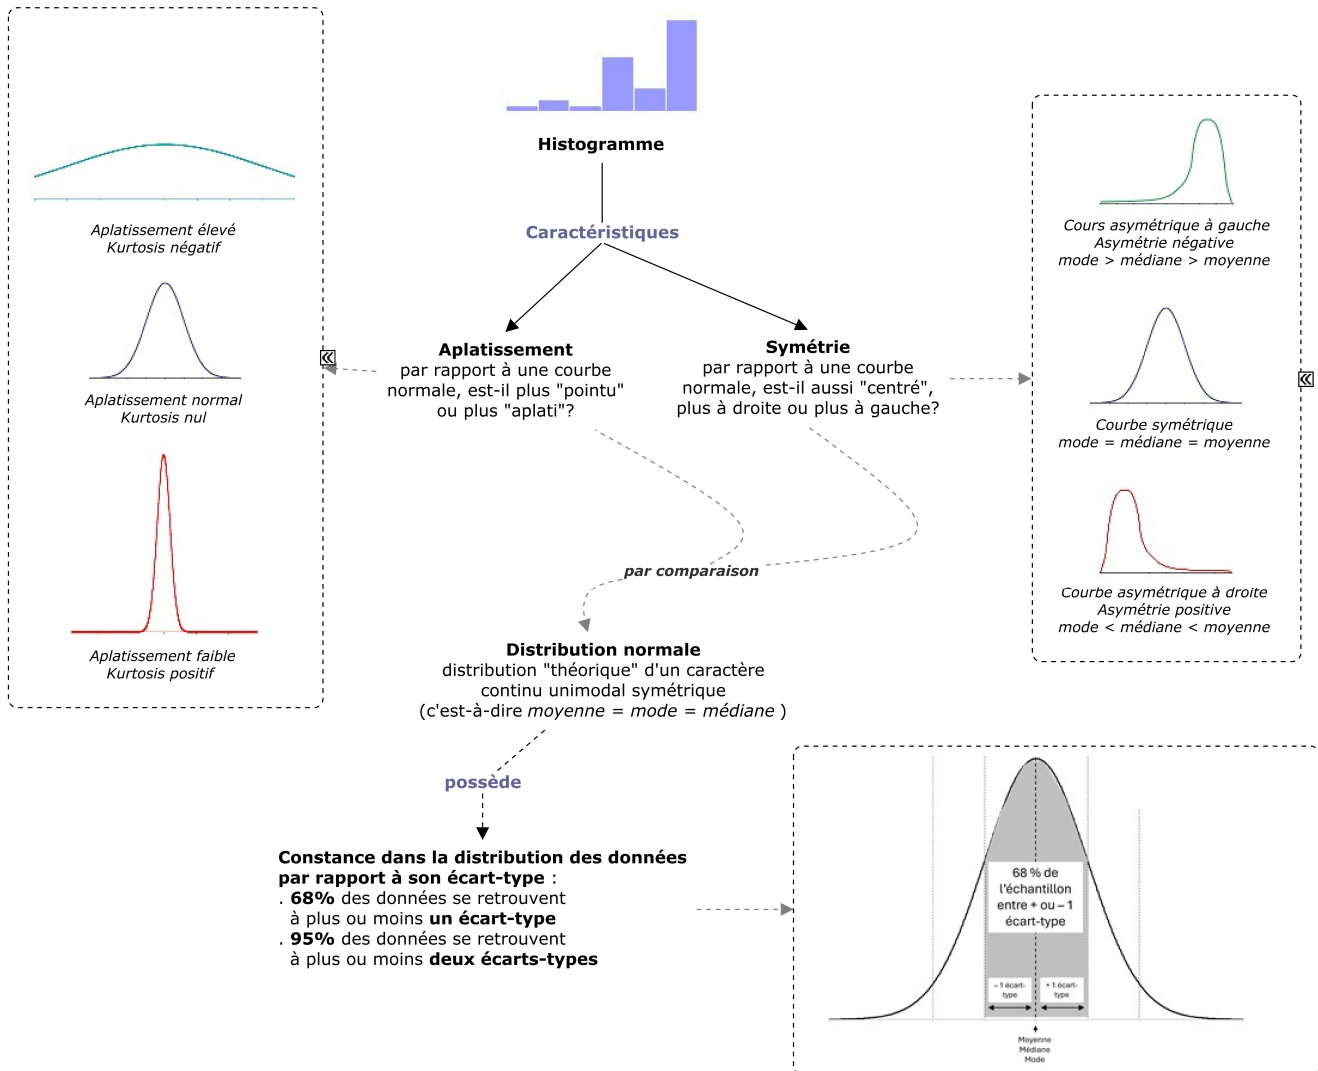 Histogramme
Caractéristiques
Aplatissement
par rapport à une courbe
normale, est-il plus "pointu"
ou plus "aplati"?
Symétrie
par rapport à une courbe
normale, est-il aussi "centré",
plus à droite ou plus à gauche?
Aplatissement élevé
Kurtosis négatif
Aplatissement normal
Kurtosis nul
Aplatissement faible
Kurtosis positif
Cours asymétrique à gauche
Asymétrie négative
mode > médiane > moyenne
Courbe symétrique
mode = médiane = moyenne
Courbe asymétrique à droite
Asymétrie positive
mode < médiane < moyenne
par comparaison
Distribution normale
distribution "théorique" d'un caractère
continu unimodal symétrique
(c'est-à-dire moyenne = mode = médiane )
possède
Constance dans la distribution des données
par rapport à son écart-type :
. 68% des données se retrouvent
à plus ou moins un écart-type
. 95% des données se retrouvent
à plus ou moins deux écarts-types
68 % de
l'échantillon
entre + ou – 1
écart-type
– 1 écart-
type
+ 1 écart-
type
Moyenne
Médiane
Mode